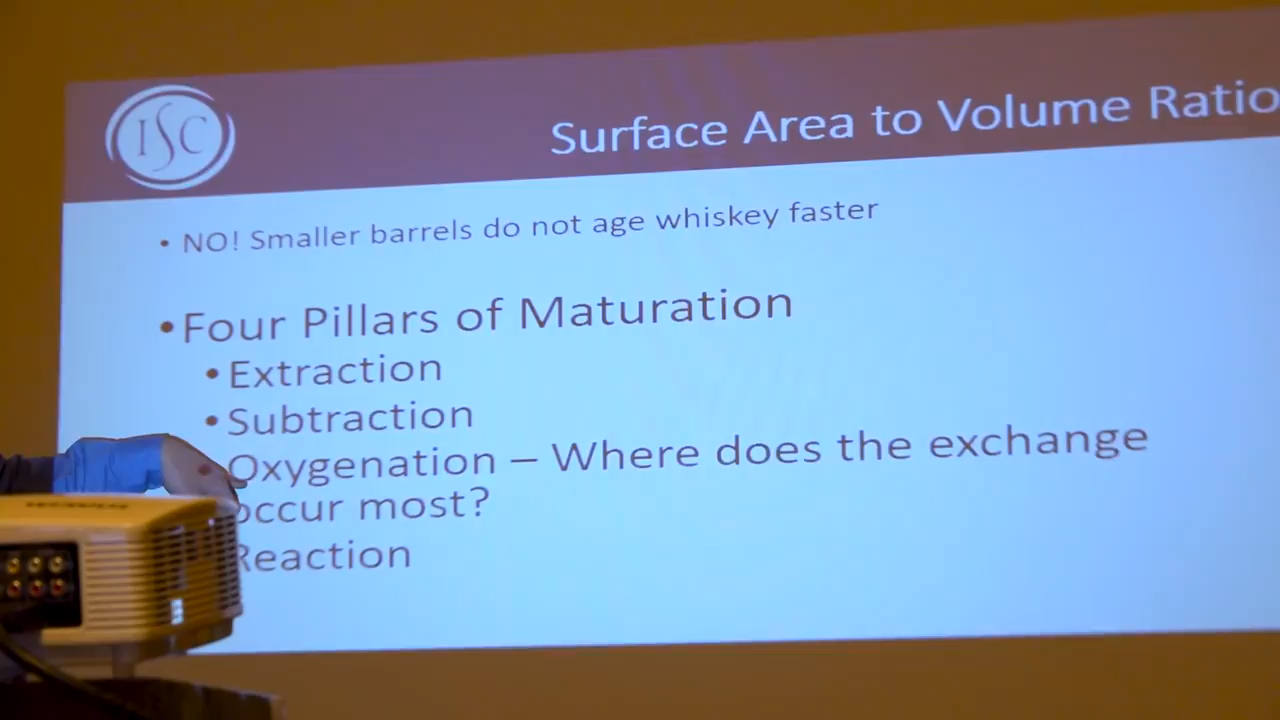 ISC
Surface Area to Volume Ratio
• NO! Smaller barrels do not age whiskey faster
• Four Pillars of Maturation
• Extraction
• Subtraction
• Oxygenation – Where does the exchange
occur most?
Reaction